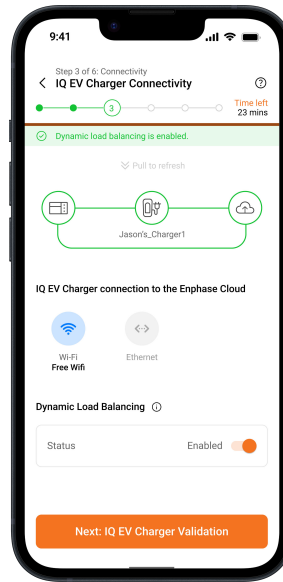 9:41
Step 3 of 6: Connectivity
IQ EV Charger Connectivity
3
Time left
23 mins
Dynamic load balancing is enabled.
Pull to refresh
Jason's_Charger1
IQ EV Charger connection to the Enphase Cloud
Wi-Fi
Free Wifi
Ethernet
Dynamic Load Balancing
Status
Enabled
Next: IQ EV Charger Validation